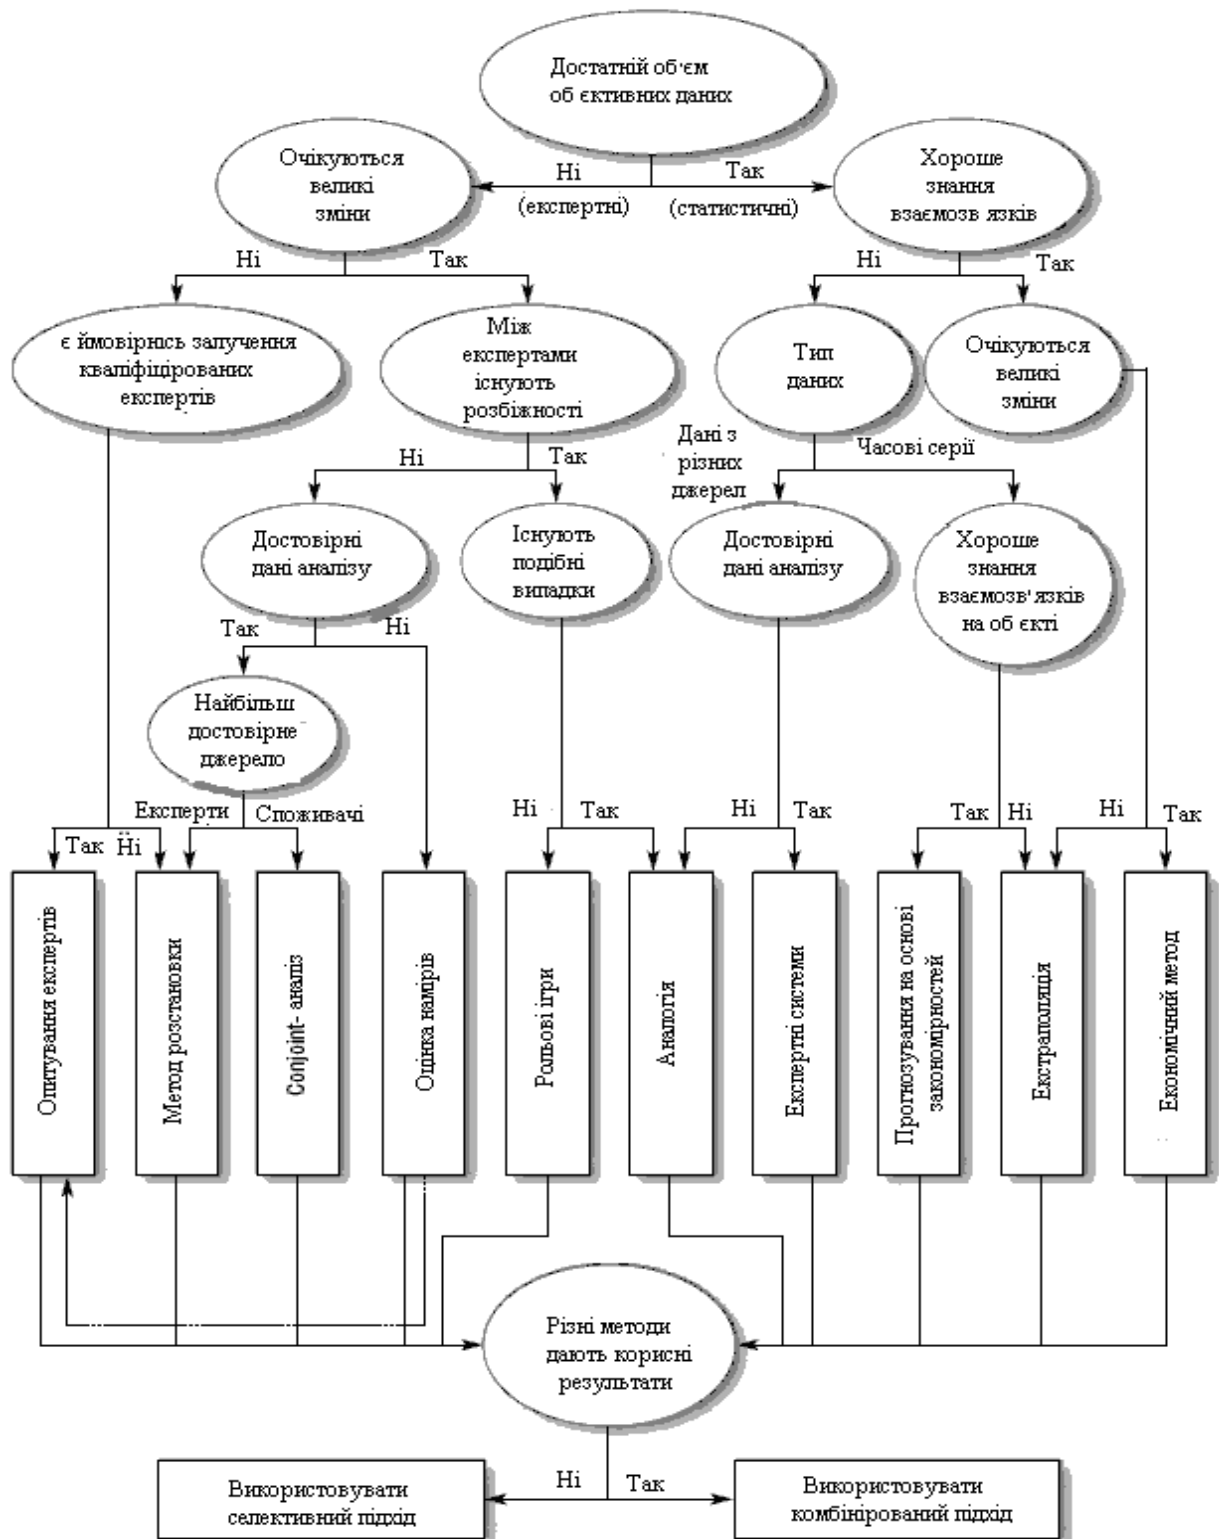 Достатній об'єм
об єктивних даних
Очікуються
великі
зміни
Ні
(експертні)
Так
(статистичні)
Хороше
знання
взаємозв язків
Ні
Так
Ні
Так
є ймовірнісь залучення
кваліфіцірованих
експертів
Між
експертами
існують
розбіжності
Тип
даних
Очікуються
великі
зміни
Ні
Так
Дані з
різних
джерел
Часові серії
Достовірні
дані аналізу
Існують
подібні
випадки
Достовірні
дані аналізу
Хороше
знання
взаємозв'язків
на об єкті
Так
Ні
Найбільш
достовірне
джерело
Експерти
Споживачі
Так
Ні
Ні
Так
Ні
Так
Так
Ні
Ні
Так
Опитування експертів
Метод розстановки
Conjoint- аналіз
Оцінка намірів
Рольові ігри
Аналогія
Експертні системи
Прогнозування на основі
закономірностей
Екстраполяція
Економічний метод
Різні методи
дають корисні
результати
Ні
Так
Використовувати
селективний підхід
Використовувати
комбінірований підхід